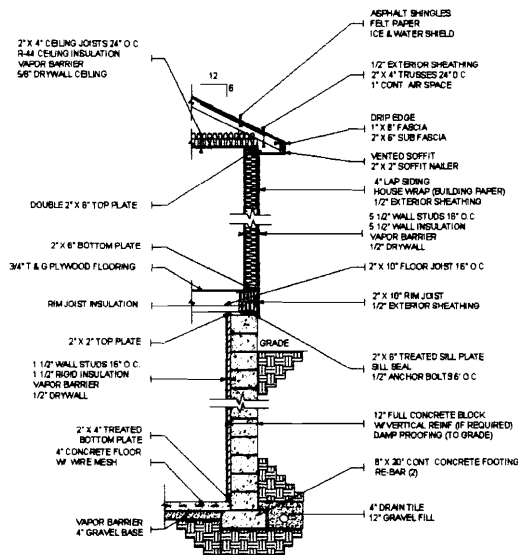 ASPHALT SHINGLES
FELT PAPER
ICE & WATER SHIELD
2" X 4" CEILING JOISTS 24" O C
R-44 CEILING INSULATION
VAPOR BARRIER
5/8" DRYWALL CEILING
12
6
1/2" EXTERIOR SHEATHING
2" X 4" TRUSSES 24" O C
1" CONT AIR SPACE
DRIP EDGE
1" X 8" FASCIA
2" X 6" SUB FASCIA
VENTED SOFFIT
2" X 2" SOFFIT NAILER
4" LAP SIDING
HOUSE WRAP (BUILDING PAPER)
1/2" EXTERIOR SHEATHING
DOUBLE 2" X 6" TOP PLATE
5 1/2" WALL STUDS 16" O C
5 1/2" WALL INSULATION
VAPOR BARRIER
1/2" DRYWALL
2" X 6" BOTTOM PLATE
3/4" T & G PLYWOOD FLOORING
2" X 10" FLOOR JOIST 16" O C
RIM JOIST INSULATION
2" X 10" RIM JOIST
1/2" EXTERIOR SHEATHING
2" X 2" TOP PLATE
GRADE
2" X 6" TREATED SILL PLATE
SILL SEAL
1/2" ANCHOR BOLTS 6' O C
1 1/2" WALL STUDS 16" O C
1 1/2" RIGID INSULATION
VAPOR BARRIER
1/2" DRYWALL
12" FULL CONCRETE BLOCK
W/ VERTICAL REINF (IF REQUIRED)
DAMP PROOFING (TO GRADE)
2" X 4" TREATED
BOTTOM PLATE
4" CONCRETE FLOOR
W/ WIRE MESH
8" X 20" CONT CONCRETE FOOTING
RE-BAR (2)
4" DRAIN TILE
12" GRAVEL FILL
VAPOR BARRIER
4" GRAVEL BASE